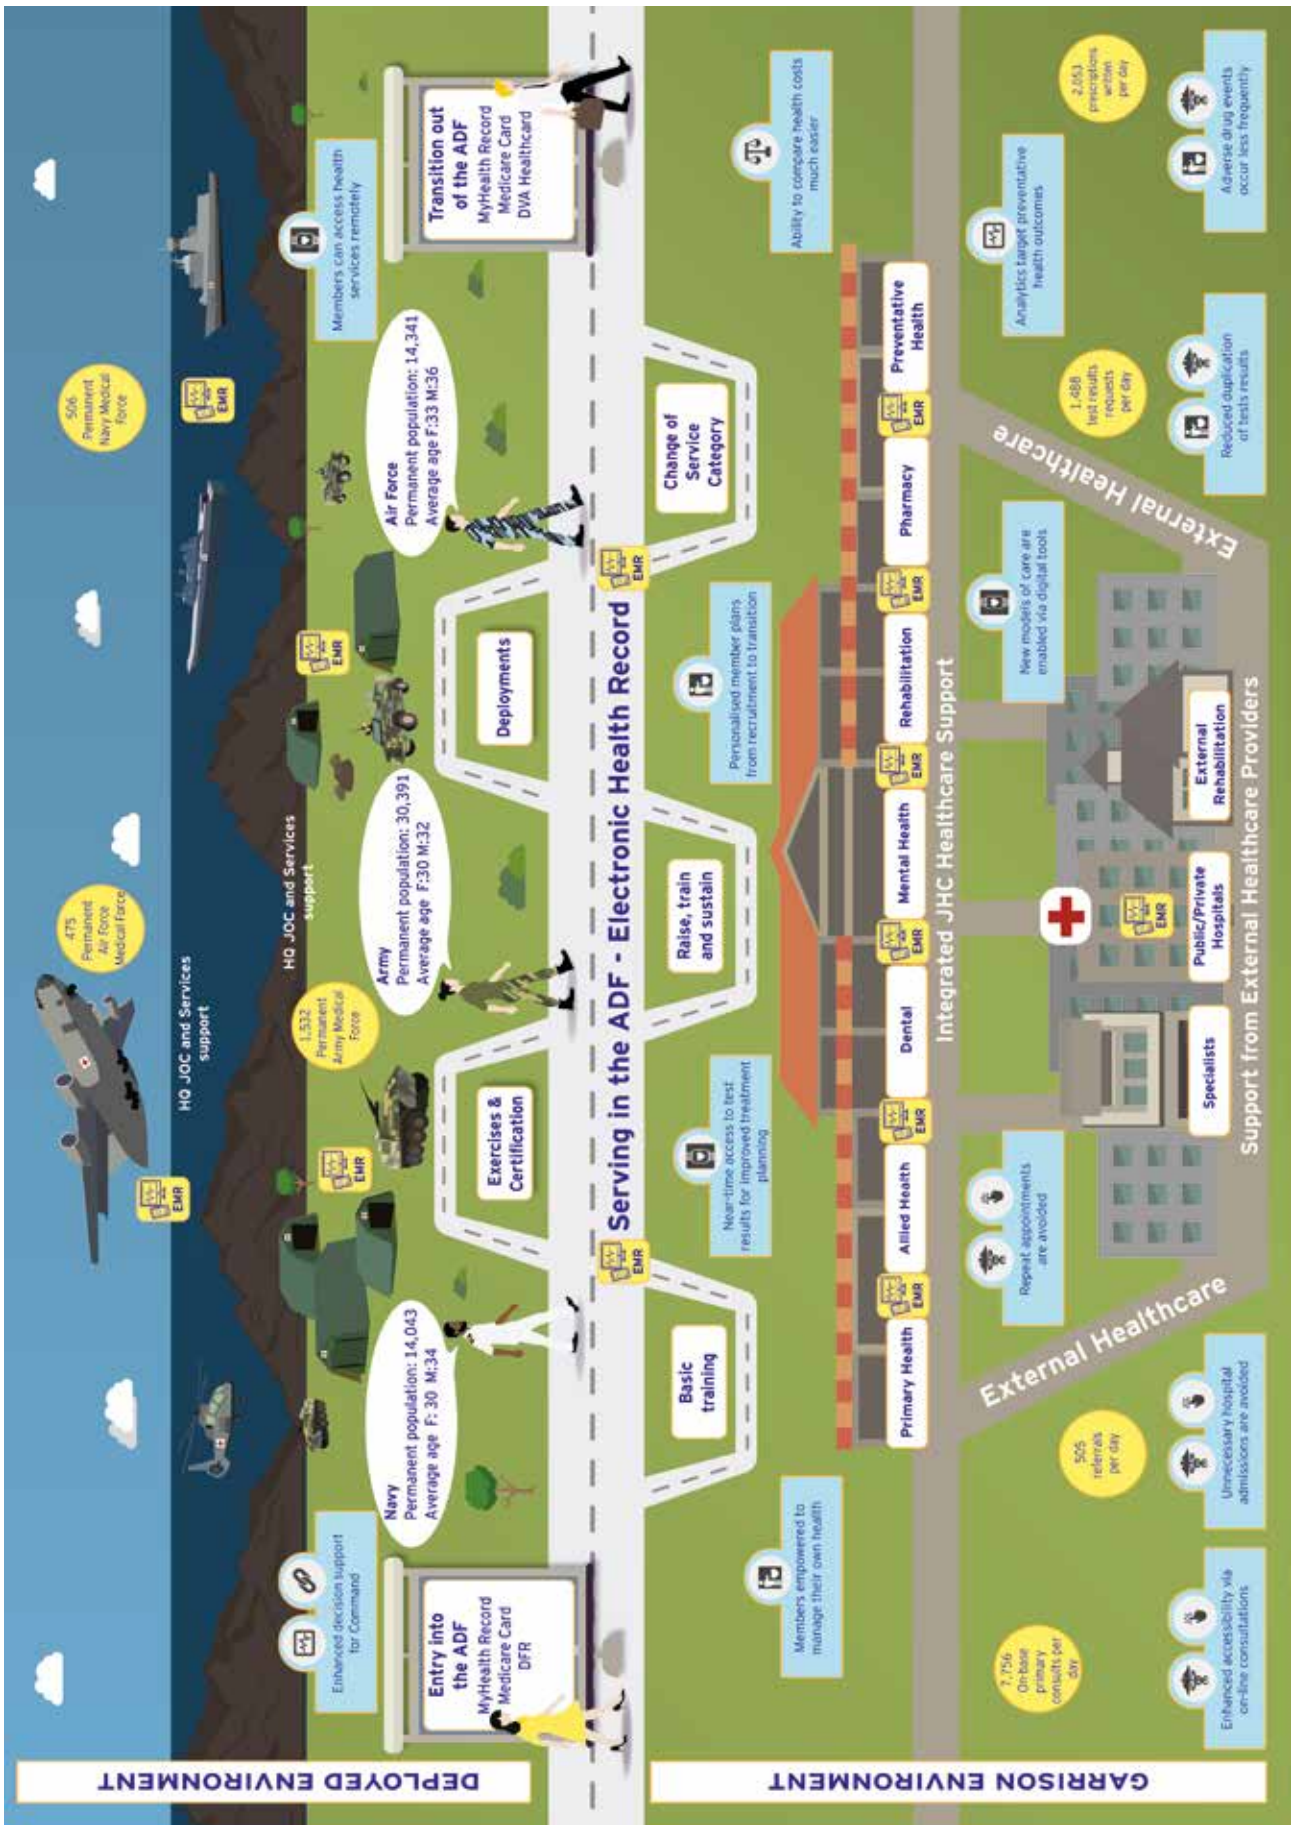 DEPLOYED ENVIRONMENT
475
Permanent
Air Force
Medical Force
506
Permanent
Navy Medical
Force
EMR
HQ JOC and Services
support
EMR
Enhanced decision support
for Command
EMR
1,532
Permanent
Army Medical
Force
HQ JOC and Services
support
EMR
Members can access health
services remotely
Entry into
the ADF
MyHealth Record
Medicare Card
DFR
Navy
Permanent population: 14,043
Average age F: 30 M:34
Exercises &
Certification
Army
Permanent population: 30,391
Average age F:30 M:32
Deployments
Air Force
Permanent population: 14,341
Average age F:33 M:36
Transition out
of the ADF
MyHealth Record
Medicare Card
DVA Healthcard
EMR
Serving in the ADF - Electronic Health Record
EMR
GARRISON ENVIRONMENT
Basic
training
Raise, train
and sustain
Change of
Service
Category
Members empowered to
manage their own health
Near-time access to test
results for improved treatment
planning
Personalised member plans
from recruitment to transition
Ability to compare health costs
much easier
Primary Health
EMR
Allied Health
EMR
Dental
EMR
Mental Health
EMR
Rehabilitation
EMR
Pharmacy
EMR
Preventative
Health
Integrated JHC Healthcare Support
7,756
On-base
primary
consults per
day
505
referrals
per day
External Healthcare
Repeat appointments
are avoided
New models of care are
enabled via digital tools
External Healthcare
Analytics target preventative
health outcomes
1,488
test results
requests
per day
2,053
prescriptions
written
per day
EMR
Specialists
Public/Private
Hospitals
External
Rehabilitation
Support from External Healthcare Providers
Enhanced accessibility via
on-line consultations
Unnecessary hospital
admissions are avoided
Reduced duplication
of tests results
Adverse drug events
occur less frequently